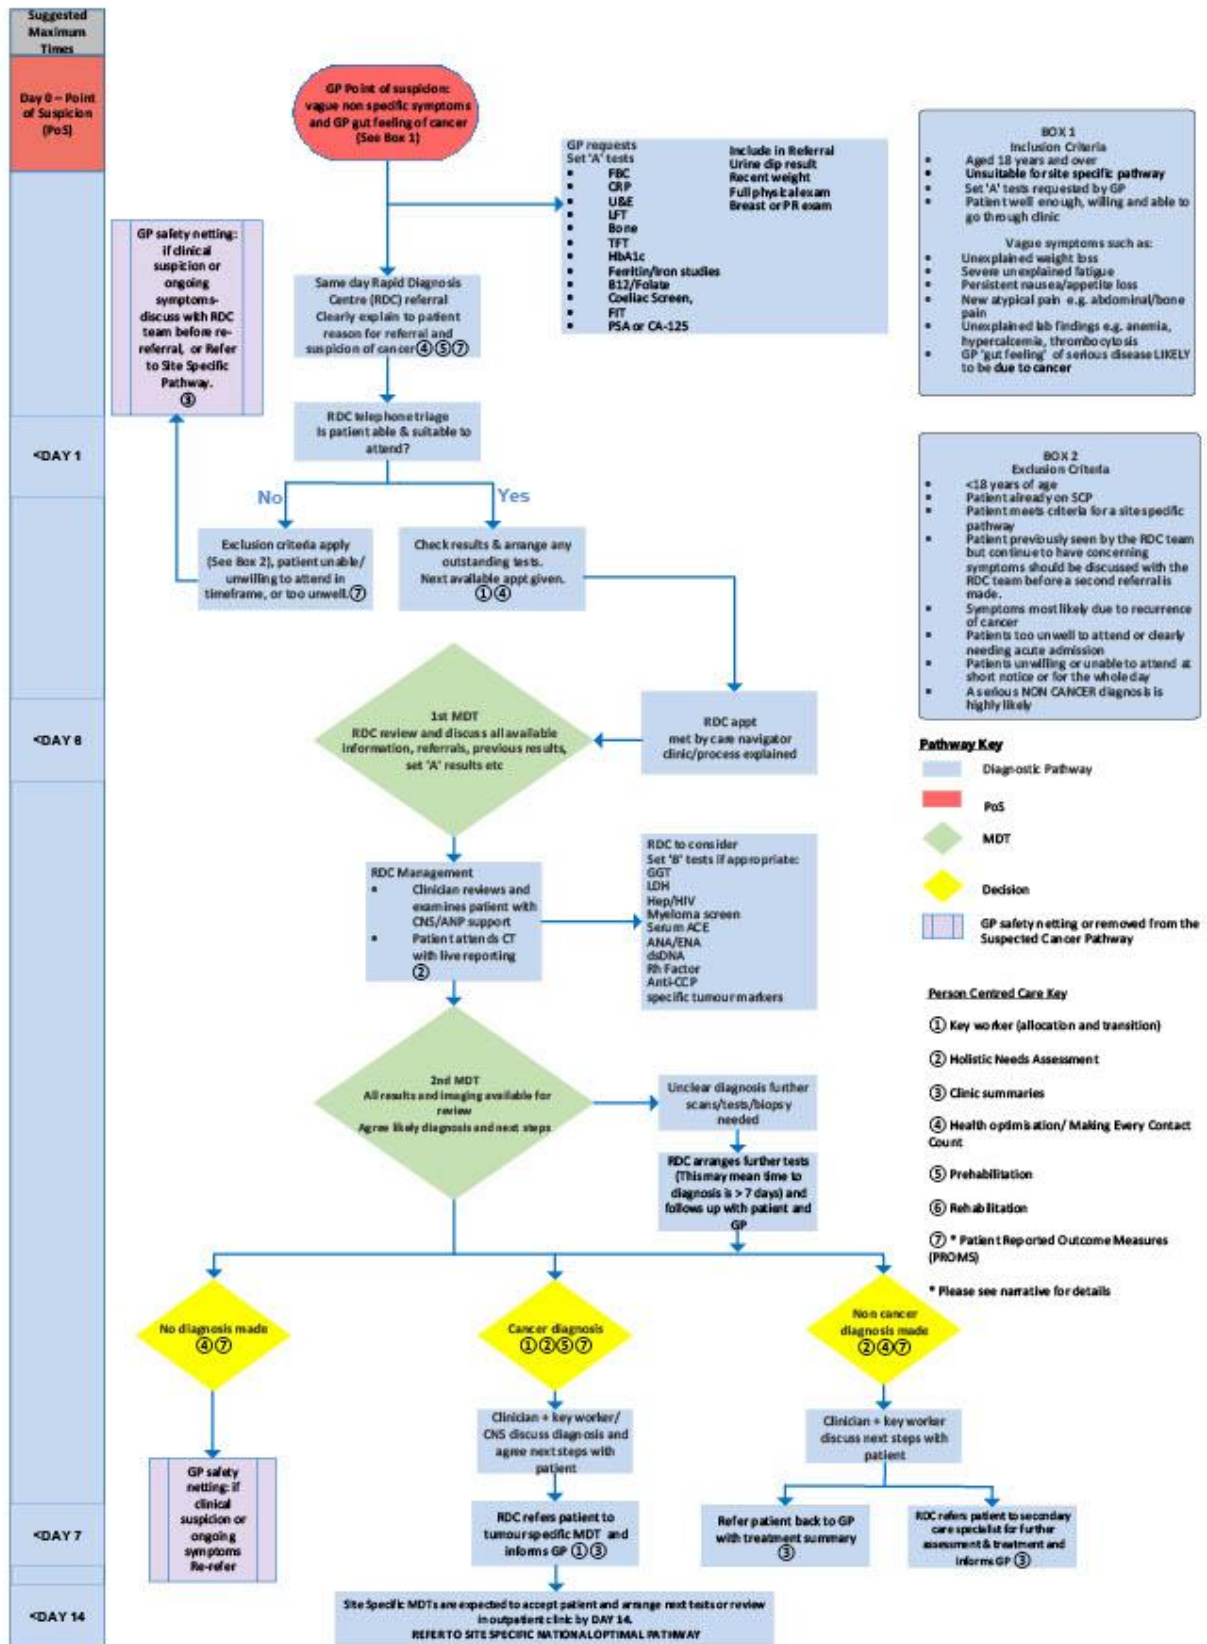 Suggested
Maximum
Times
Day 0 – Point
of Suspicion
(PoS)
<DAY 1
<DAY 6
<DAY 7
<DAY 14
GP Point of suspicion:
vague non specific symptoms
and GP gut feeling of cancer
(See Box 1)
GP requests
Set 'A' tests
FBC
CRP
U&E
LFT
Bone
TFT
HbA1c
Ferritin/Iron studies
B12/Folate
Coeliac Screen,
FIT
PSA or CA-125
Include in Referral
Urine dip result
Recent weight
Full physical exam
Breast or PR exam
GP safety netting:
if clinical
suspicion or
ongoing
symptoms-
discuss with RDC
team before re-
referral, or Refer
to Site Specific
Pathway.
③
Same day Rapid Diagnosis
Centre (RDC) referral
Clearly explain to patient
reason for referral and
suspicion of cancer ④⑤⑦
RDC telephone triage
Is patient able & suitable to
attend?
No
Yes
Exclusion criteria apply
(See Box 2), patient unable/
unwilling to attend in
timeframe, or too unwell. ⑦
Check results & arrange any
outstanding tests.
Next available appt given.
①④
1st MDT
RDC review and discuss all available
information, referrals, previous results,
set 'A' results etc
RDC appt
met by care navigator
clinic/process explained
RDC Management
Clinician reviews and
examines patient with
CNS/ANP support
Patient attends CT
with live reporting
②
RDC to consider
Set 'B' tests if appropriate:
GGT
LDH
Hep/HIV
Myeloma screen
Serum ACE
ANA/ENA
dsDNA
Rh Factor
Anti-CCP
specific tumour markers
2nd MDT
All results and imaging available for
review
Agree likely diagnosis and next steps
Unclear diagnosis further
scans/tests/biopsy
needed
RDC arranges further tests
(This may mean time to
diagnosis is > 7 days) and
follows up with patient and
GP
No diagnosis made
④⑦
Cancer diagnosis
①②⑤⑦
Non cancer
diagnosis made
②④⑦
GP safety
netting: if
clinical
suspicion or
ongoing
symptoms
Re-refer
Clinician + key worker/
CNS discuss diagnosis and
agree next steps with
patient
RDC refers patient to
tumour specific MDT and
informs GP ①③
Clinician + key worker
discuss next steps with
patient
Refer patient back to GP
with treatment summary
③
RDC refers patient to secondary
care specialist for further
assessment & treatment and
informs GP ③
Site Specific MDTs are expected to accept patient and arrange next tests or review
in outpatient clinic by DAY 14.
REFER TO SITE SPECIFIC NATIONAL OPTIMAL PATHWAY
BOX 1
Inclusion Criteria
Aged 18 years and over
Unsuitable for site specific pathway
Set 'A' tests requested by GP
Patient well enough, willing and able to
go through clinic
Vague symptoms such as:
Unexplained weight loss
Severe unexplained fatigue
Persistent nausea/appetite loss
New atypical pain e.g. abdominal/bone
pain
Unexplained lab findings e.g. anemia,
hypercalcemia, thrombocytosis
GP 'gut feeling' of serious disease LIKELY
to be due to cancer
BOX 2
Exclusion Criteria
<18 years of age
Patient already on SCP
Patient meets criteria for a site specific
pathway
Patient previously seen by the RDC team
but continue to have concerning
symptoms should be discussed with the
RDC team before a second referral is
made.
Symptoms most likely due to recurrence
of cancer
Patients too unwell to attend or clearly
needing acute admission
Patients unwilling or unable to attend at
short notice or for the whole day
A serious NON CANCER diagnosis is
highly likely
Pathway Key
Diagnostic Pathway
PoS
MDT
Decision
GP safety netting or removed from the
Suspected Cancer Pathway
Person Centred Care Key
① Key worker (allocation and transition)
② Holistic Needs Assessment
③ Clinic summaries
④ Health optimisation/ Making Every Contact
Count
⑤ Prehabilitation
⑥ Rehabilitation
⑦ * Patient Reported Outcome Measures
(PROMS)
* Please see narrative for details